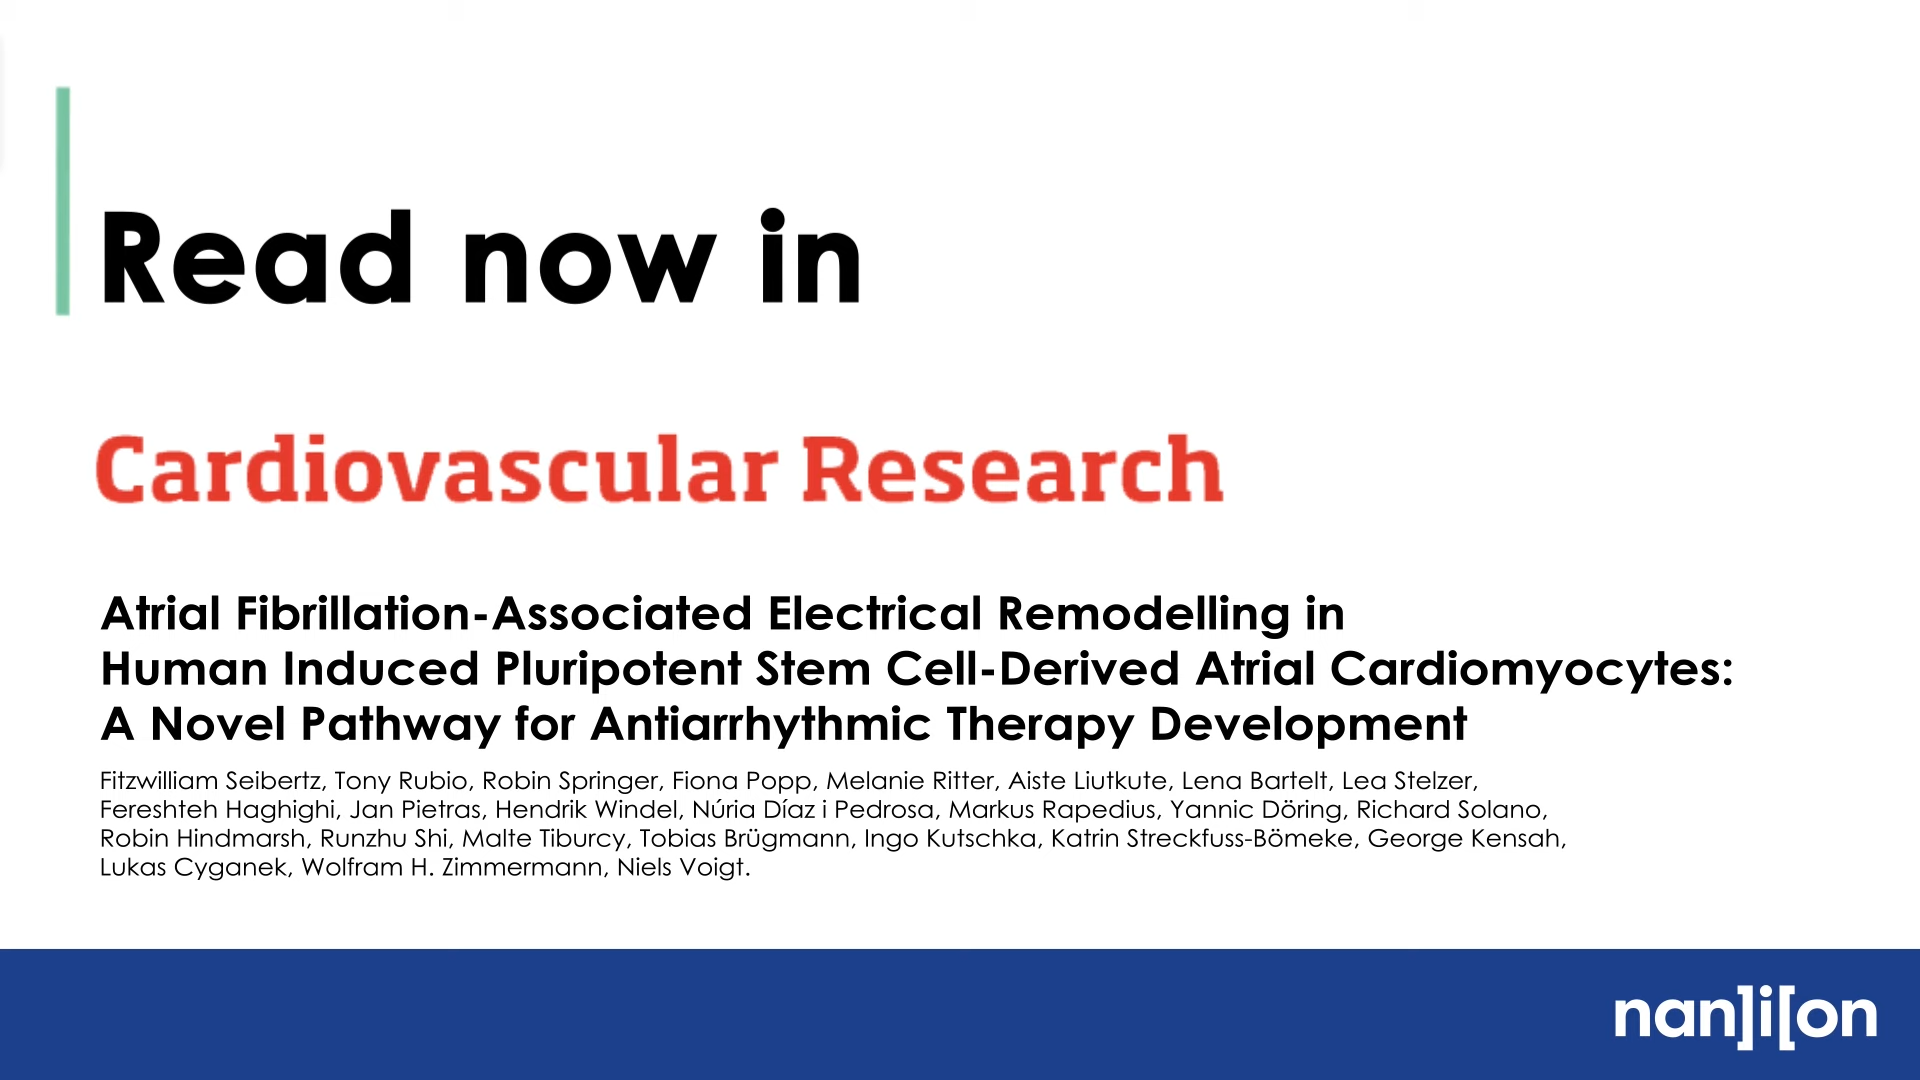 Read now in
Cardiovascular Research
Atrial Fibrillation-Associated Electrical Remodelling in
Human Induced Pluripotent Stem Cell-Derived Atrial Cardiomyocytes:
A Novel Pathway for Antiarrhythmic Therapy Development
Fitzwilliam Seibertz, Tony Rubio, Robin Springer, Fiona Popp, Melanie Ritter, Aiste Liutkute, Lena Bartelt, Lea Stelzer,
Fereshteh Haghighi, Jan Pietras, Hendrik Windel, Núria Díaz i Pedrosa, Markus Rapedius, Yannic Döring, Richard Solano,
Robin Hindmarsh, Runzhu Shi, Malte Tiburcy, Tobias Brügmann, Ingo Kutschka, Katrin Streckfuss-Bömeke, George Kensah,
Lukas Cyganek, Wolfram H. Zimmermann, Niels Voigt.
nan]i[on